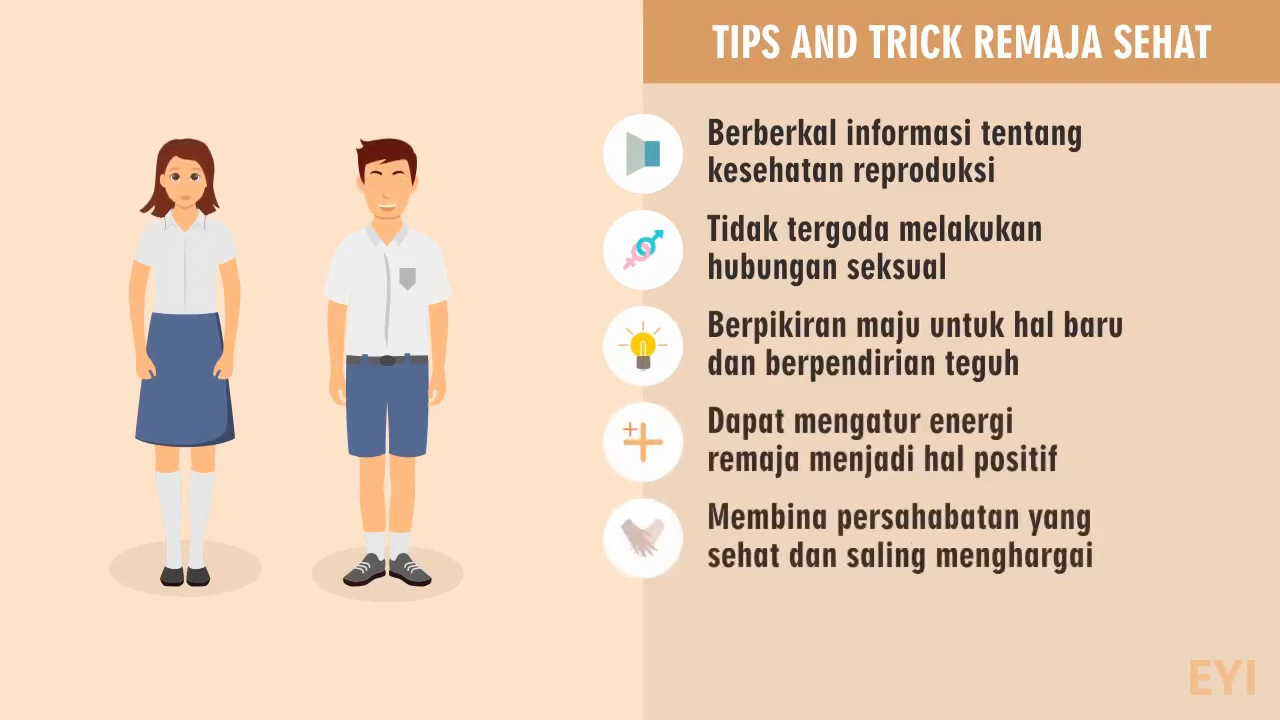 TIPS AND TRICK REMAJA SEHAT
Berberkal informasi tentang
kesehatan reproduksi
Tidak tergoda melakukan
hubungan seksual
Berpikiran maju untuk hal baru
dan berpendirian teguh
Dapat mengatur energi
remaja menjadi hal positif
Membina persahabatan yang
sehat dan saling menghargai
EYI